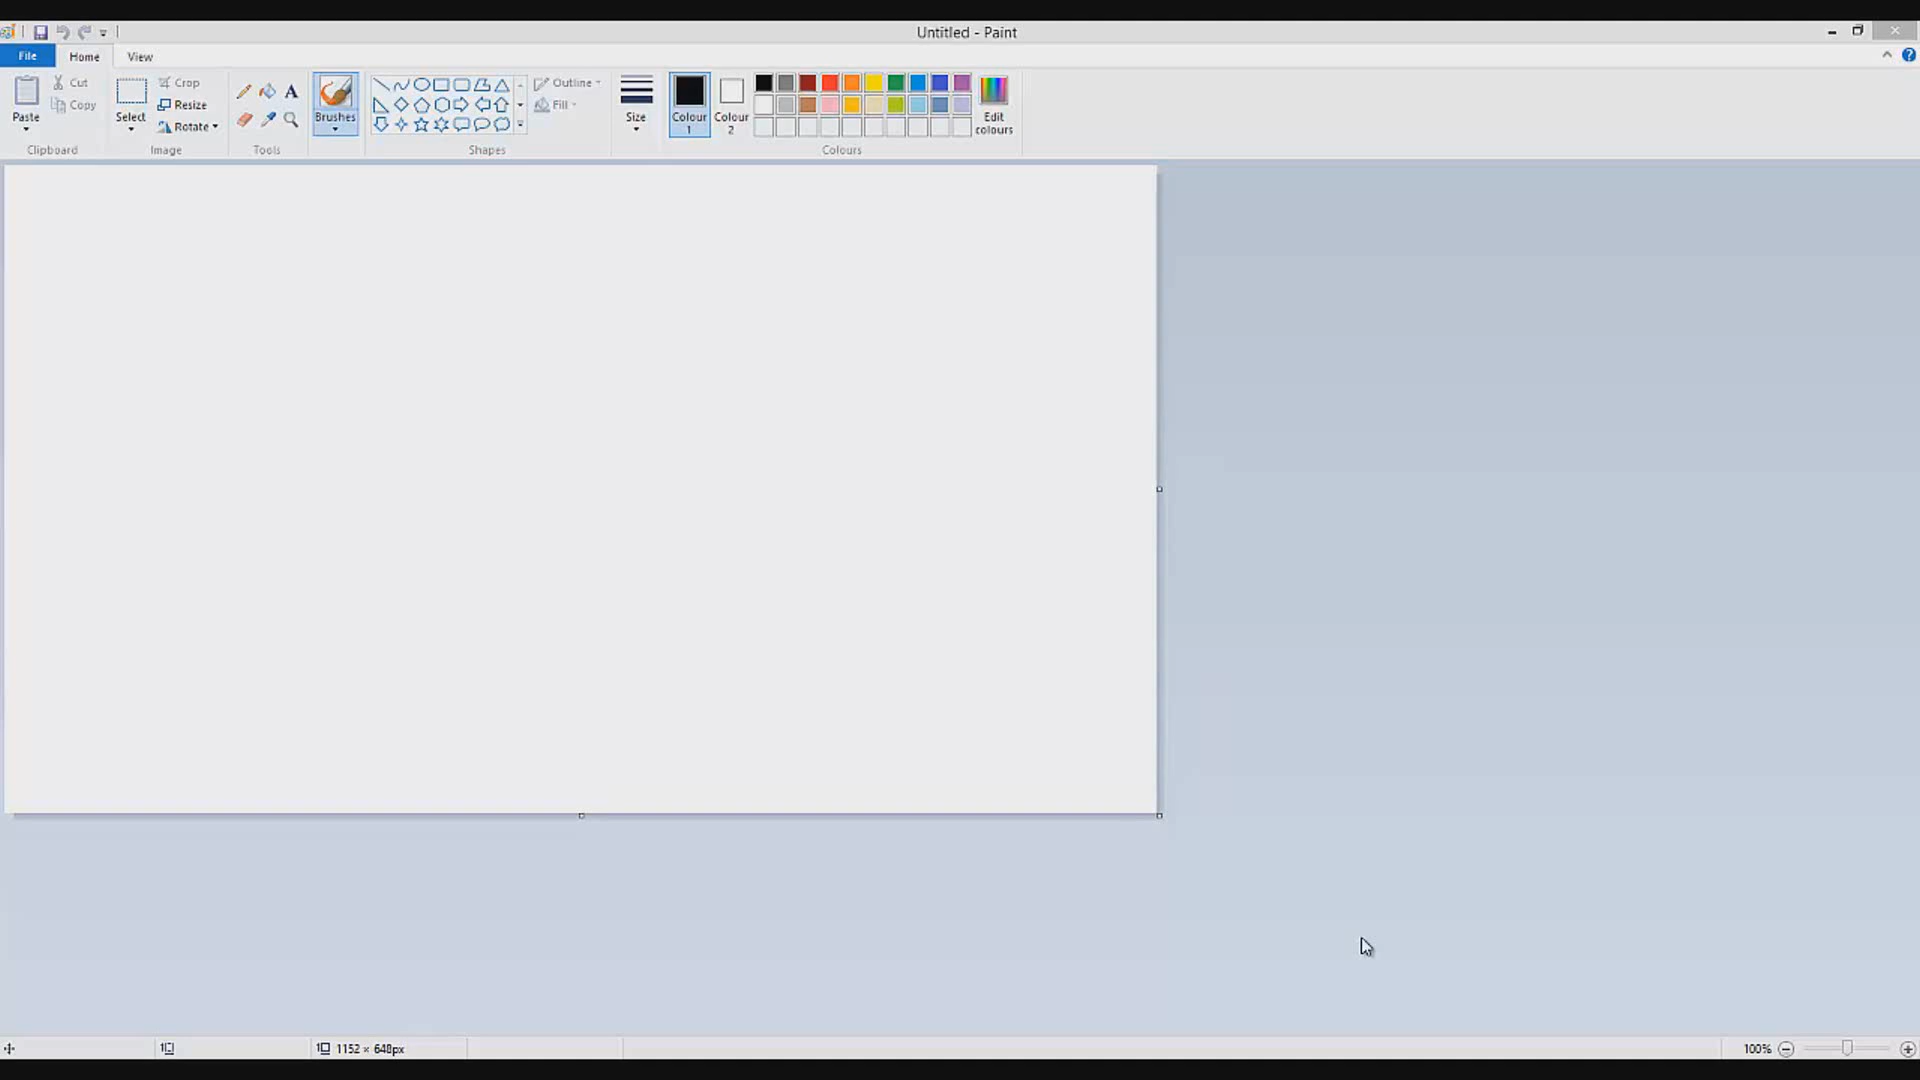 Untitled - Paint
File Home View
Paste
Cut
Copy
Clipboard
Select
Crop
Resize
Rotate
Image
A
Tools
Brushes
Shapes
Outline
Fill
Size
Colour 1
Colour 2
Edit colours
Colours
1152 × 648px
100%